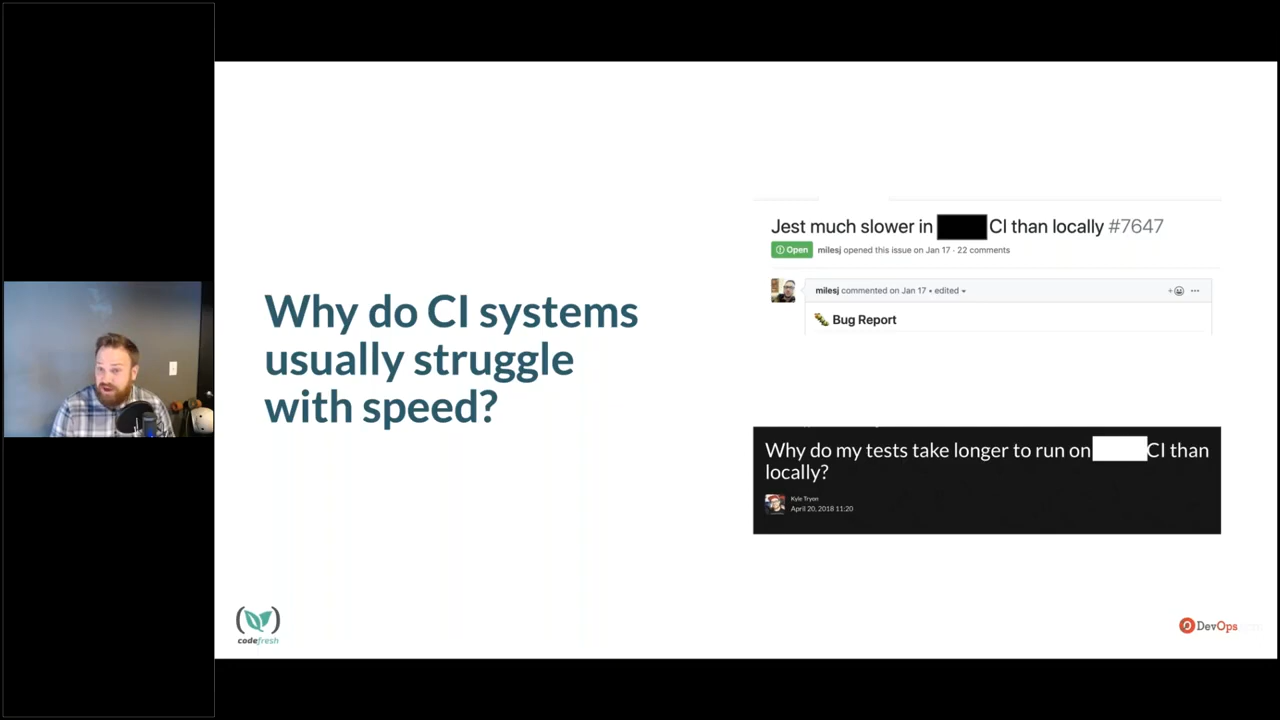 Why do CI systems
usually struggle
with speed?
Jest much slower in CI than locally #7647
Open milesj opened this issue on Jan 17 · 22 comments
milesj commented on Jan 17 • edited
Bug Report
Why do my tests take longer to run on CI than
locally?
Kyle Tryon
April 20, 2018 11:20
codefresh
DevOps